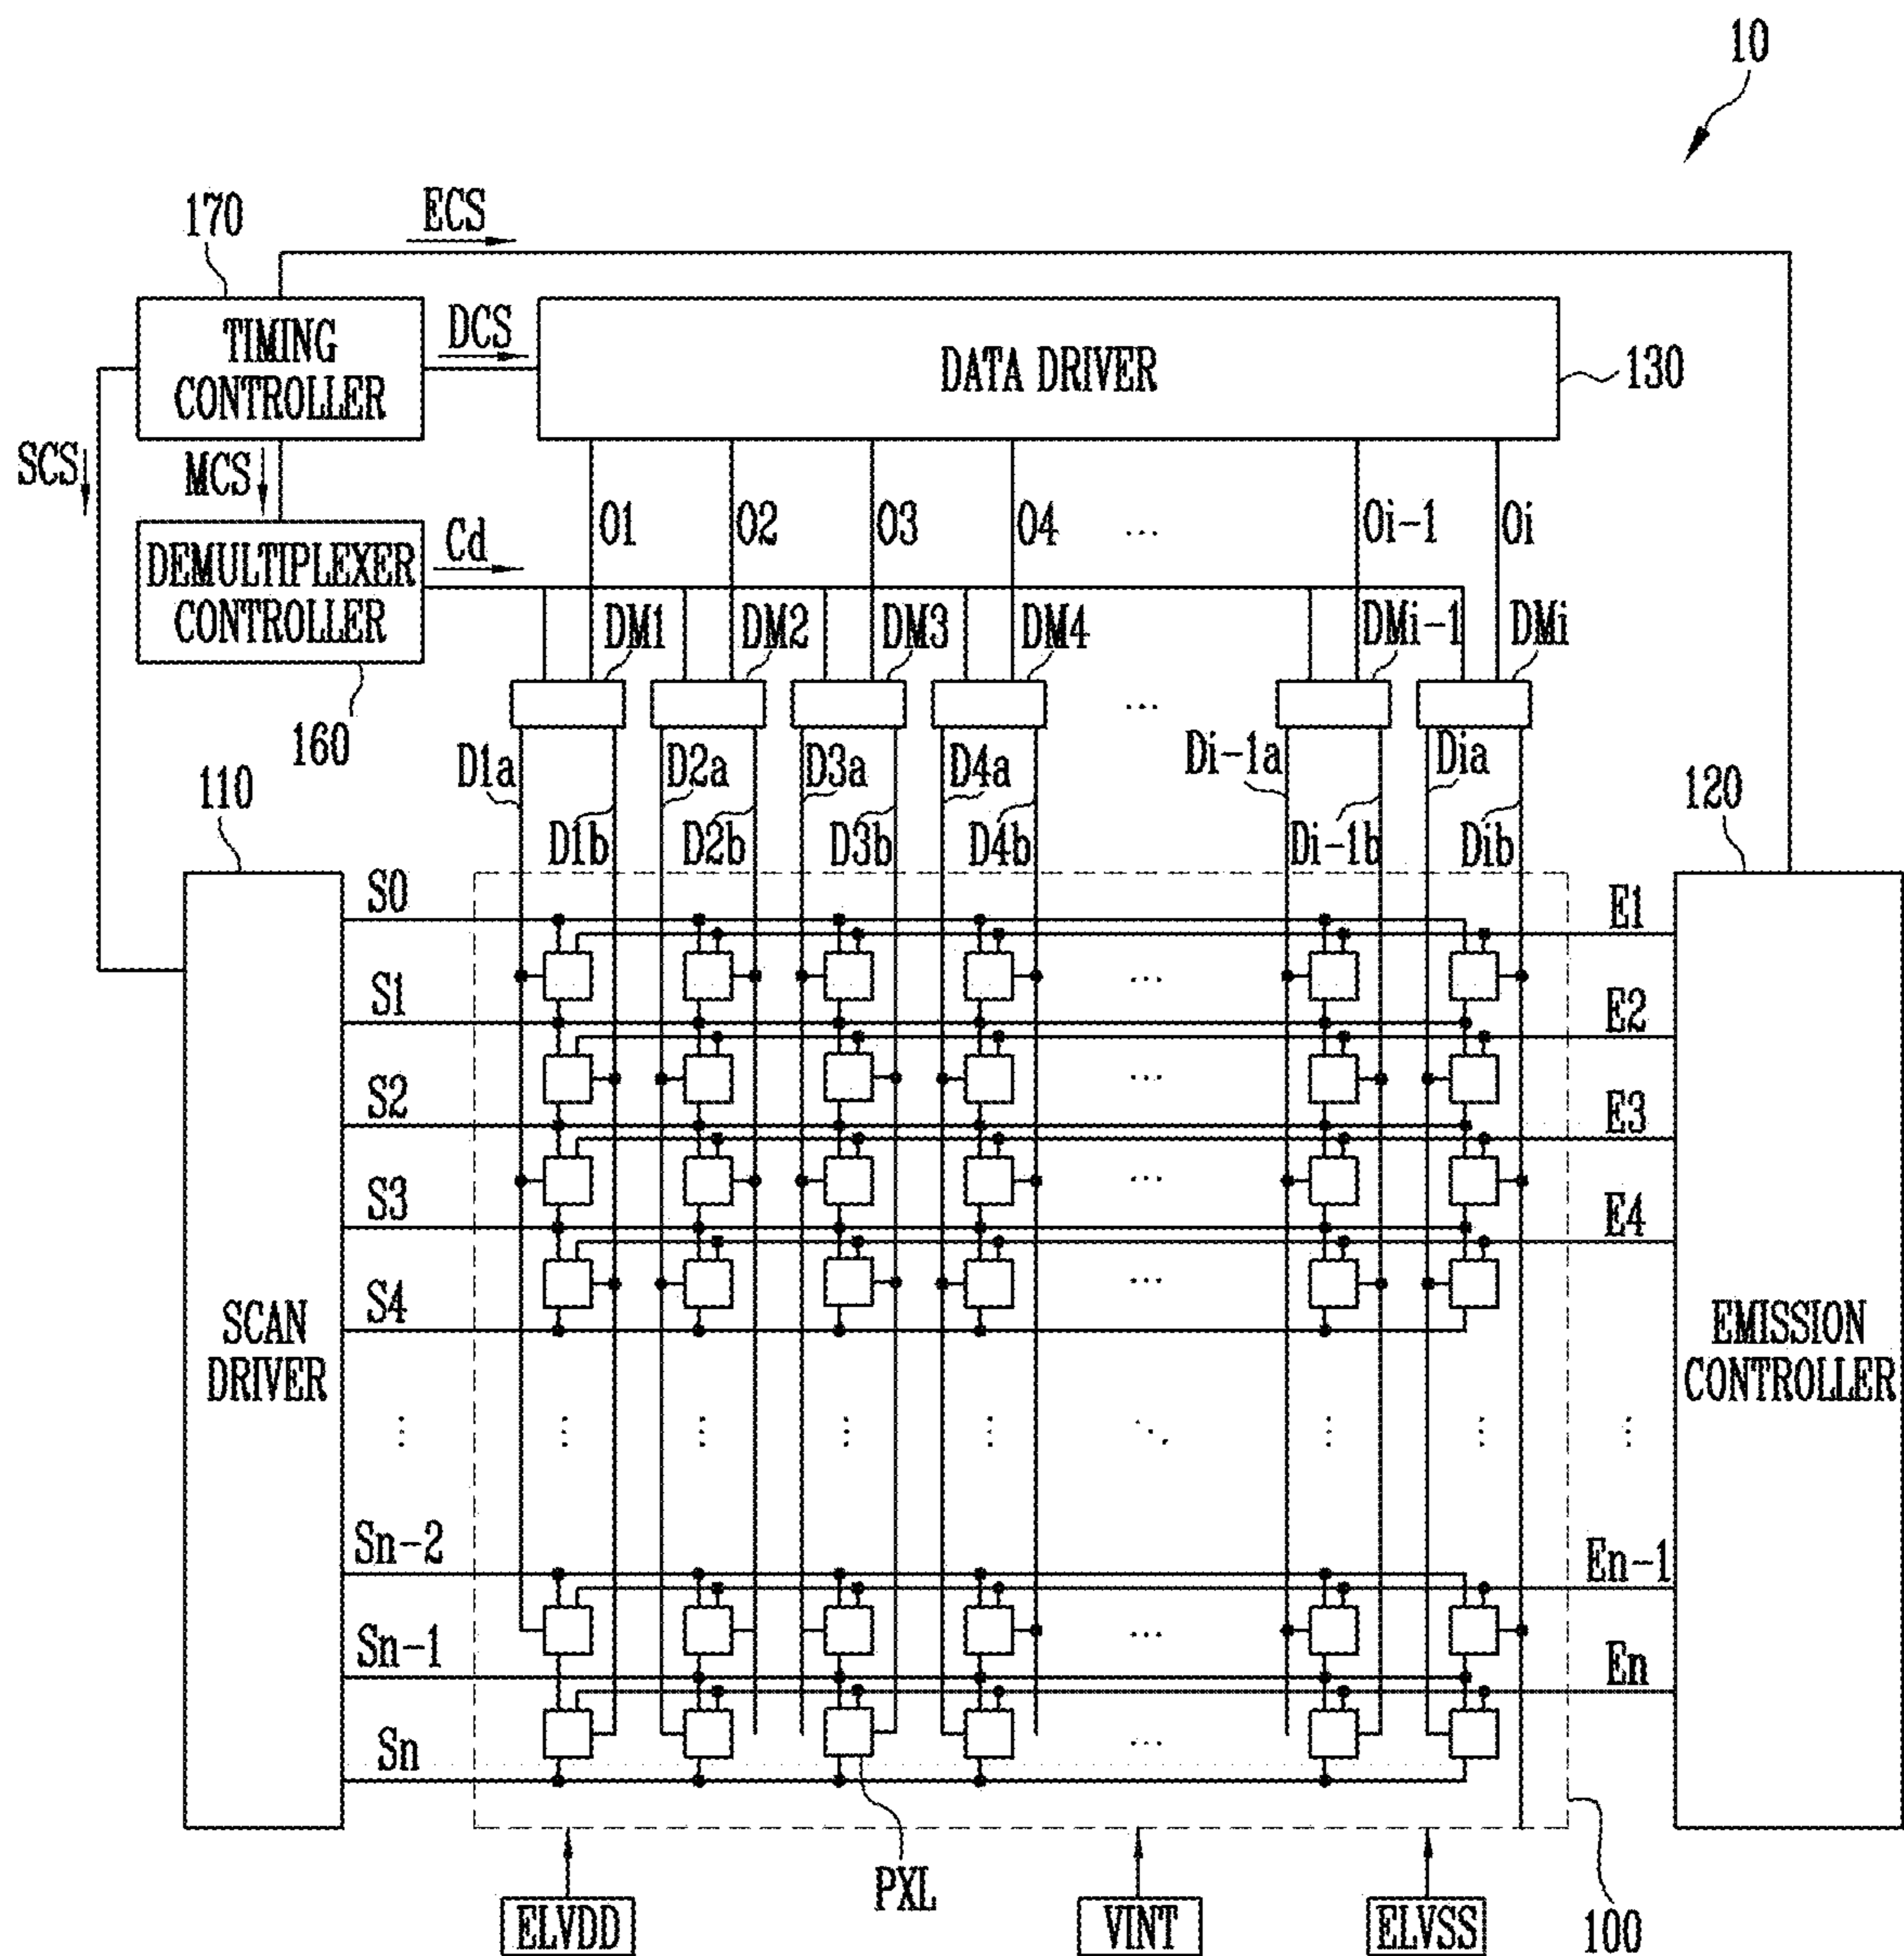 10
170
ECS
TIMING
CONTROLLER
DCS
DATA DRIVER
130
SCS
MCS
O1
O2
O3
O4
...
Oi-1
Oi
DEMULTIPLEXER
CONTROLLER
Cd
160
DM1
DM2
DM3
DM4
DMi-1
DMi
...
D1a
D2a
D3a
D4a
Di-1a
Dia
D1b
D2b
D3b
D4b
Di-1b
Dib
110
120
SCAN
DRIVER
EMISSION
CONTROLLER
S0
E1
...
S1
E2
...
S2
E3
...
S3
E4
...
S4
Sn-2
En-1
...
Sn-1
En
...
Sn
PXL
100
ELVDD
VINT
ELVSS